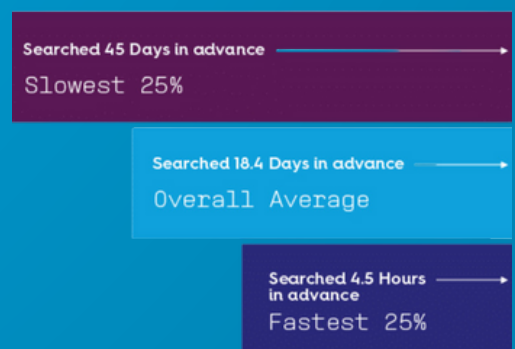 Searched 45 Days in advance
Slowest 25%
Searched 18.4 Days in advance
Overall Average
Searched 4.5 Hours
in advance
Fastest 25%